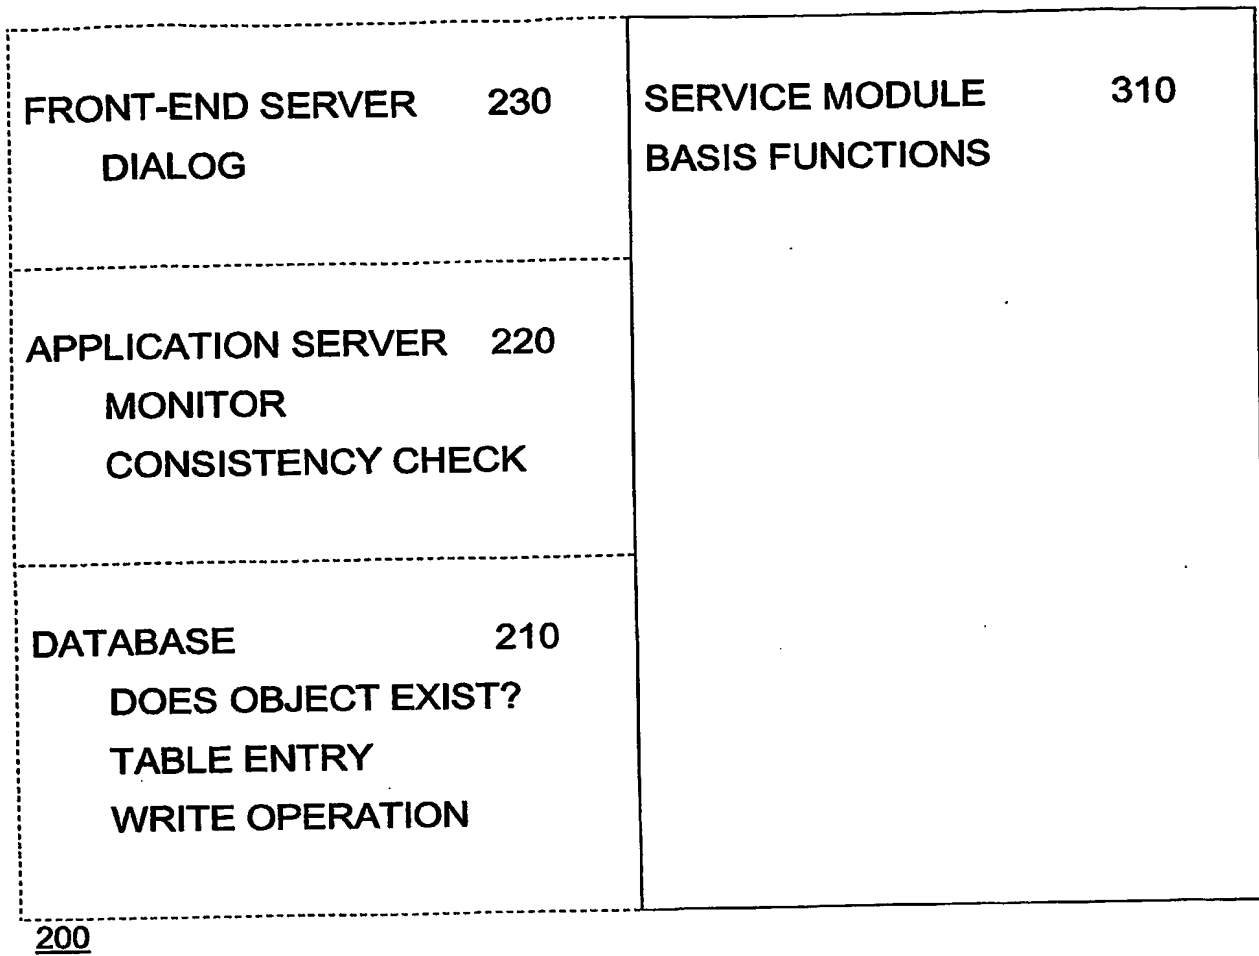 FRONT-END SERVER 230
DIALOG
SERVICE MODULE 310
BASIS FUNCTIONS
APPLICATION SERVER 220
MONITOR
CONSISTENCY CHECK
DATABASE 210
DOES OBJECT EXIST?
TABLE ENTRY
WRITE OPERATION
200